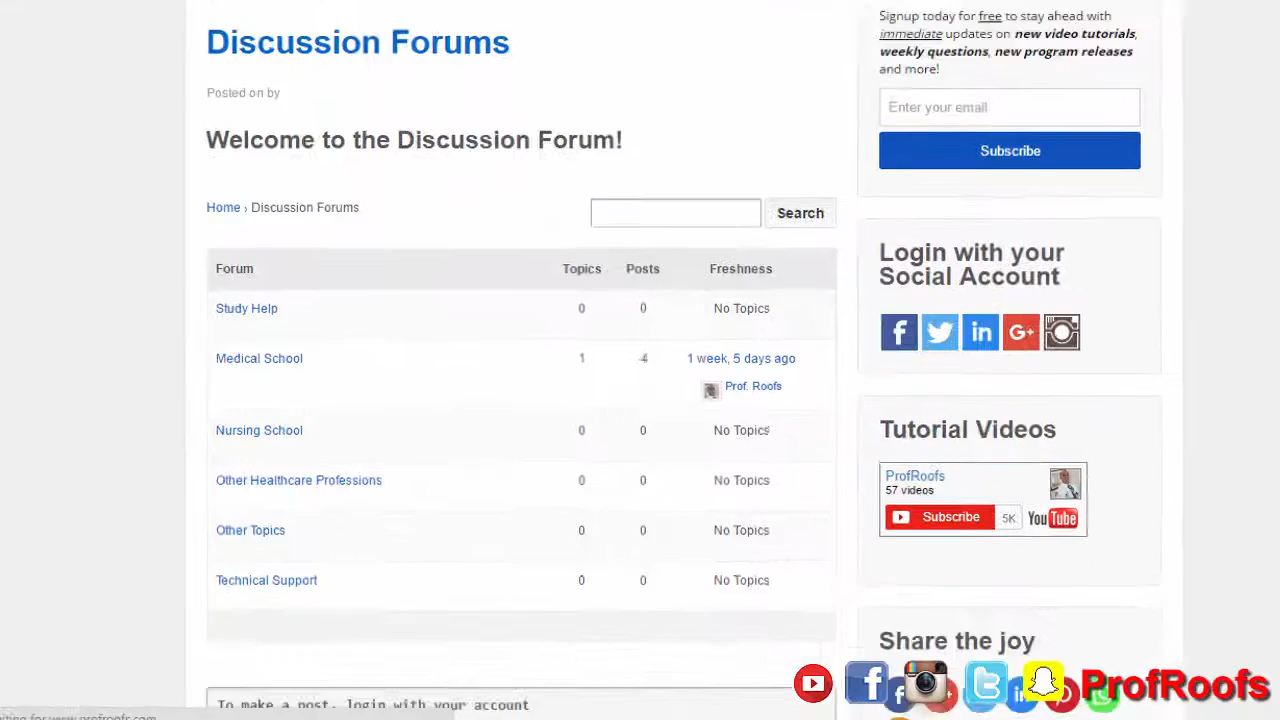 Discussion Forums
Posted on by
Welcome to the Discussion Forum!
Home › Discussion Forums
Search
Forum Topics Posts Freshness
Study Help 0 0 No Topics
Medical School 1 4 1 week, 5 days ago
Prof. Roofs
Nursing School 0 0 No Topics
Other Healthcare Professions 0 0 No Topics
Other Topics 0 0 No Topics
Technical Support 0 0 No Topics
To make a post, login with your account
Signup today for free to stay ahead with
immediate updates on new video tutorials,
weekly questions, new program releases
and more!
Enter your email
Subscribe
Login with your
Social Account
f
in
G+
Tutorial Videos
ProfRoofs
57 videos
Subscribe 5K YouTube
Share the joy
ProfRoofs